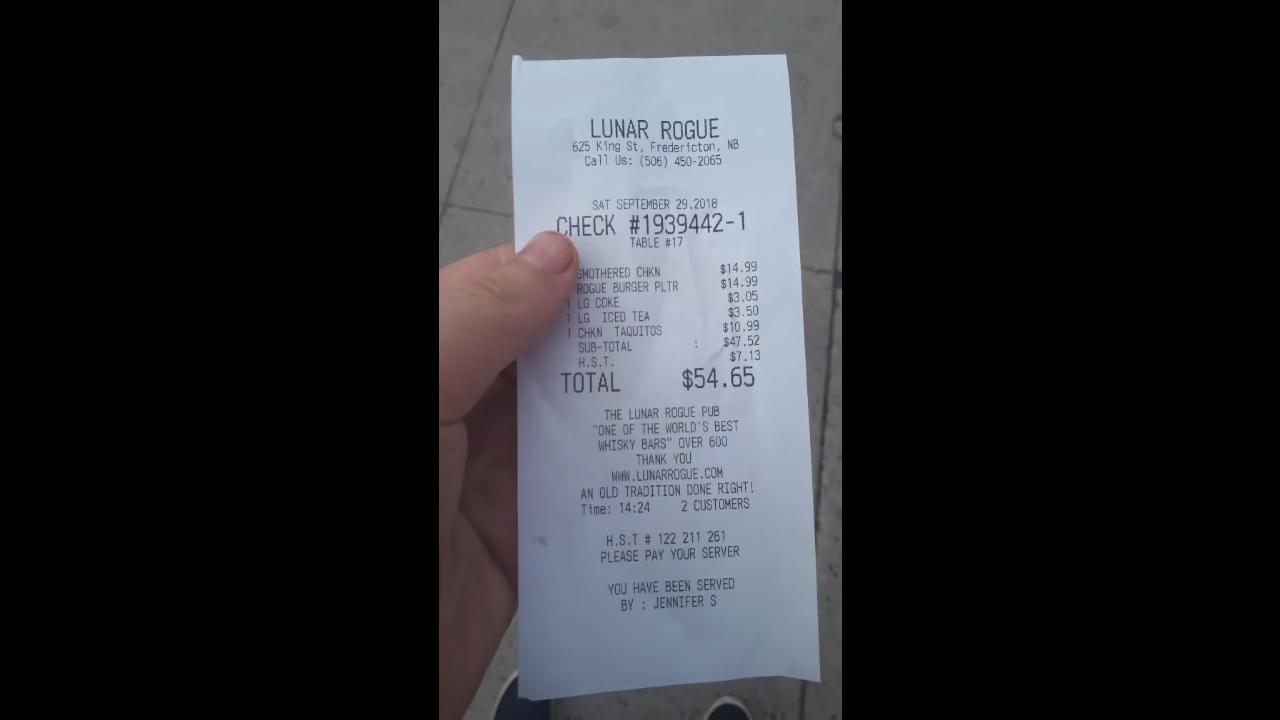 LUNAR ROGUE
625 King St, Fredericton, NB
Call Us: (506) 450-2065
SAT SEPTEMBER 29,2018
CHECK #1939442-1
TABLE #17
SMOTHERED CHKN $14.99
ROGUE BURGER PLTR $14.99
1 LG COKE $3.05
1 LG ICED TEA $3.50
1 CHKN TAQUITOS $10.99
SUB-TOTAL : $47.52
H.S.T. $7.13
TOTAL $54.65
THE LUNAR ROGUE PUB
"ONE OF THE WORLD'S BEST
WHISKY BARS" OVER 600
THANK YOU
WWW.LUNARROGUE.COM
AN OLD TRADITION DONE RIGHT!
Time: 14:24 2 CUSTOMERS
H.S.T # 122 211 261
PLEASE PAY YOUR SERVER
YOU HAVE BEEN SERVED
BY : JENNIFER S